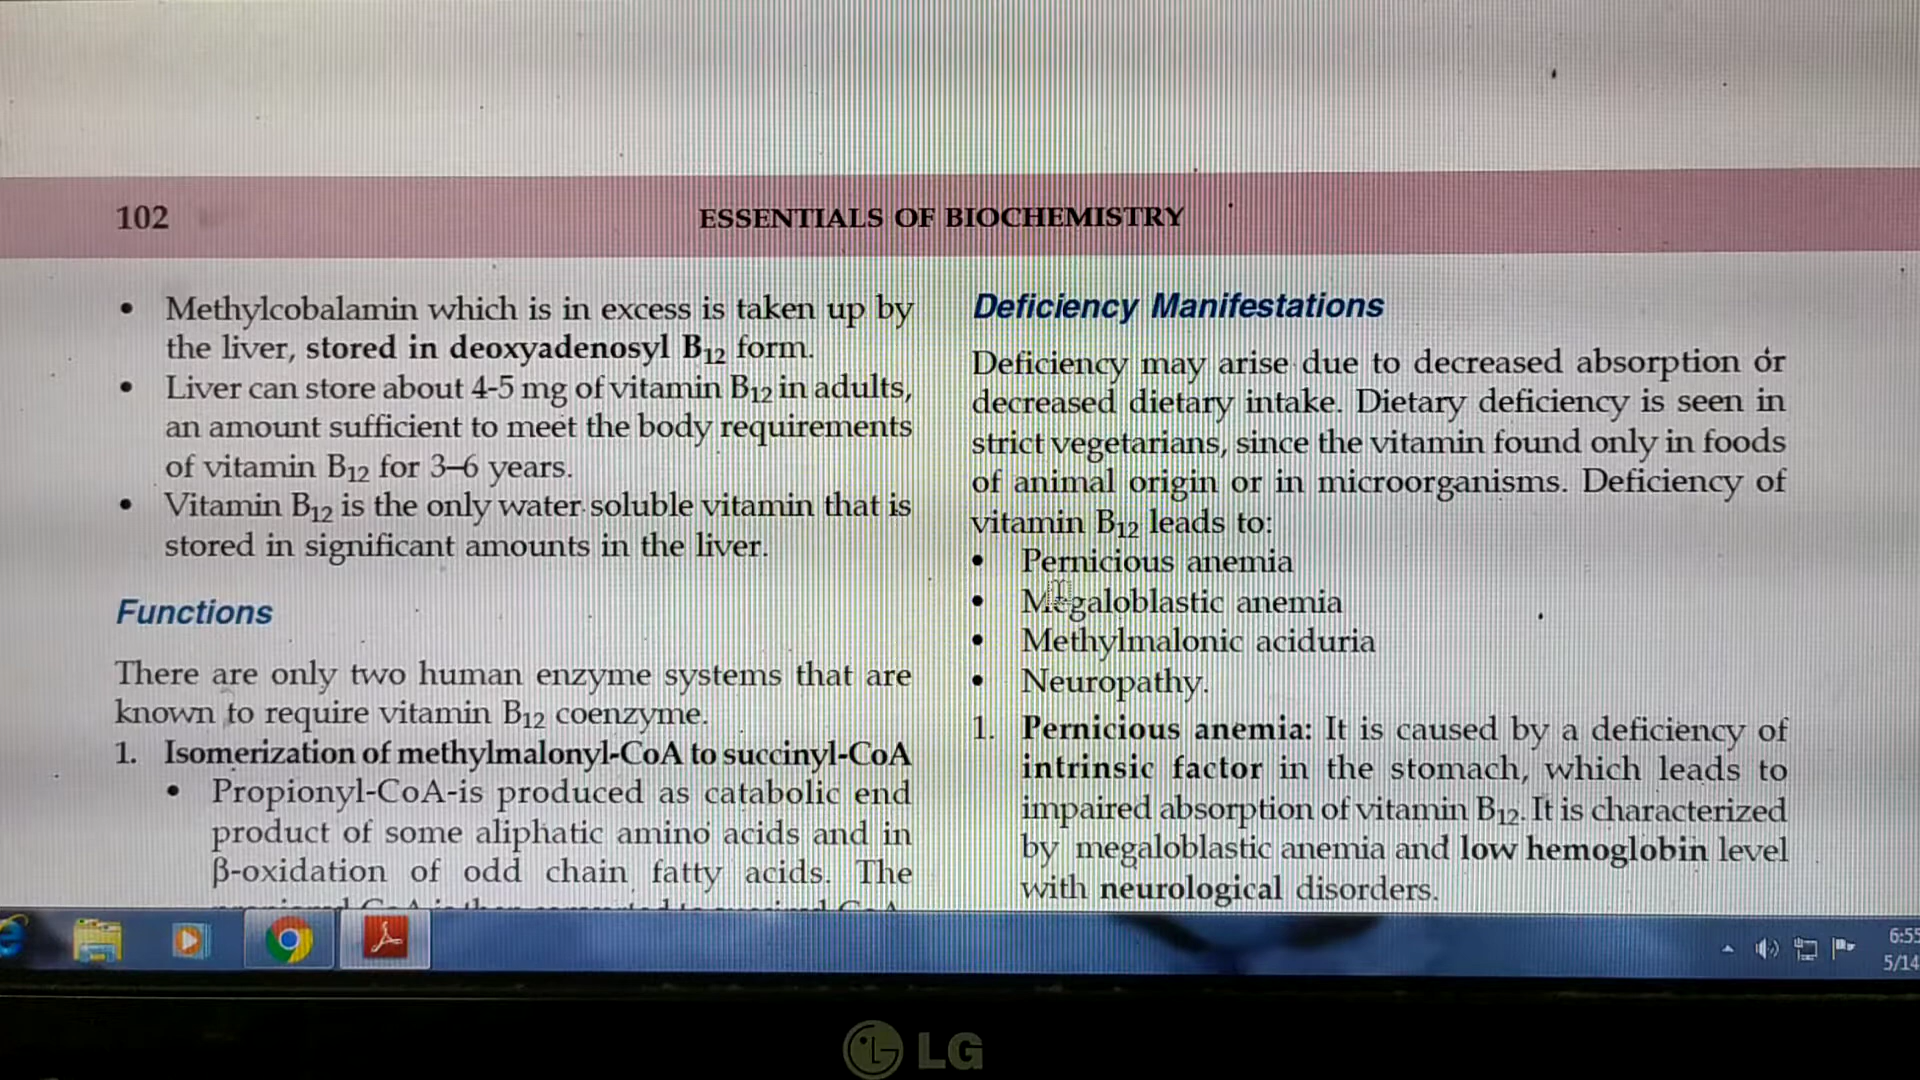 102
ESSENTIALS OF BIOCHEMISTRY
• Methylcobalamin which is in excess is taken up by
the liver, stored in deoxyadenosyl B12 form.
• Liver can store about 4-5 mg of vitamin B12 in adults,
an amount sufficient to meet the body requirements
of vitamin B12 for 3–6 years.
• Vitamin B12 is the only water soluble vitamin that is
stored in significant amounts in the liver.
Functions
There are only two human enzyme systems that are
known to require vitamin B12 coenzyme.
1. Isomerization of methylmalonyl-CoA to succinyl-CoA
• Propionyl-CoA-is produced as catabolic end
product of some aliphatic amino acids and in
β-oxidation of odd chain fatty acids. The
Deficiency Manifestations
Deficiency may arise due to decreased absorption or
decreased dietary intake. Dietary deficiency is seen in
strict vegetarians, since the vitamin found only in foods
of animal origin or in microorganisms. Deficiency of
vitamin B12 leads to:
• Pernicious anemia
• Megaloblastic anemia
• Methylmalonic aciduria
• Neuropathy.
1. Pernicious anemia: It is caused by a deficiency of
intrinsic factor in the stomach, which leads to
impaired absorption of vitamin B12. It is characterized
by megaloblastic anemia and low hemoglobin level
with neurological disorders.
6:55
5/14
LG